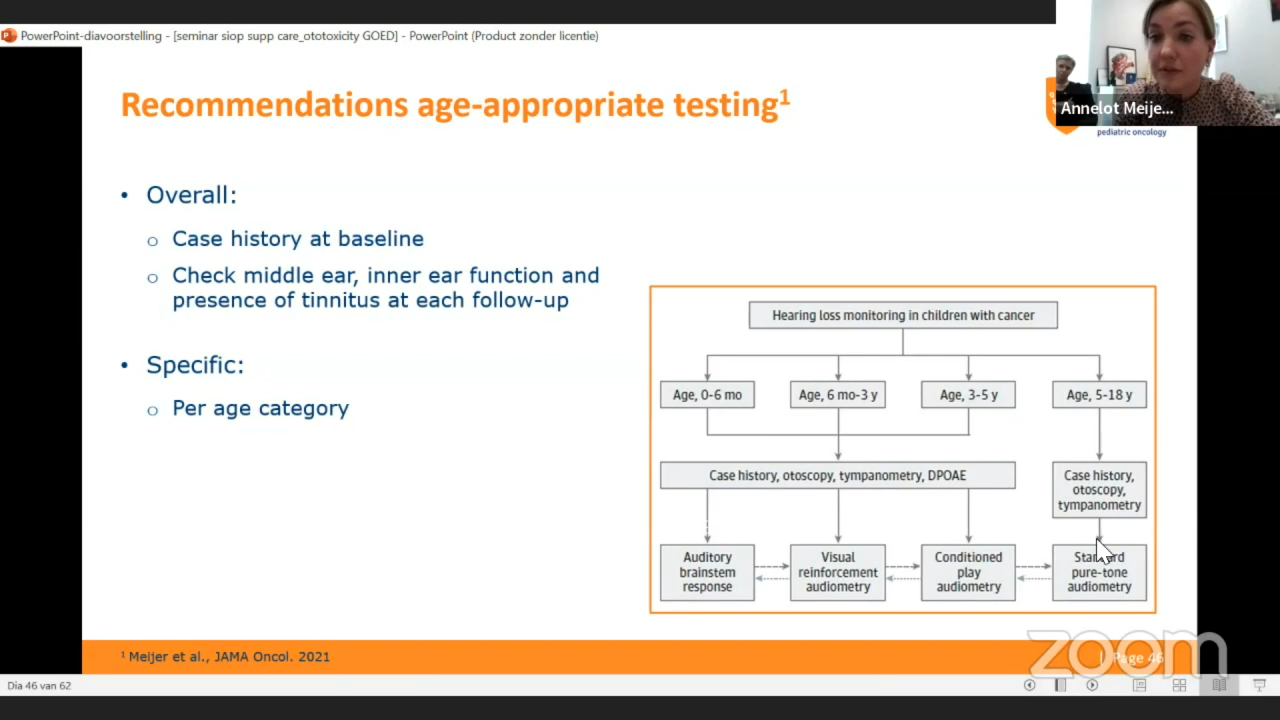 PowerPoint-diavoorstelling - [seminar siop supp care_ototoxicity GOED] - PowerPoint (Product zonder licentie)
Annelot Meije...
pediatric oncology
Recommendations age-appropriate testing1
• Overall:
o Case history at baseline
o Check middle ear, inner ear function and
presence of tinnitus at each follow-up
• Specific:
o Per age category
Hearing loss monitoring in children with cancer
Age, 0-6 mo
Age, 6 mo-3 y
Age, 3-5 y
Age, 5-18 y
Case history, otoscopy, tympanometry, DPOAE
Case history,
otoscopy,
tympanometry
Auditory
brainstem
response
Visual
reinforcement
audiometry
Conditioned
play
audiometry
Standard
pure-tone
audiometry
1 Meijer et al., JAMA Oncol. 2021
| Page 46
zoom
Dia 46 van 62